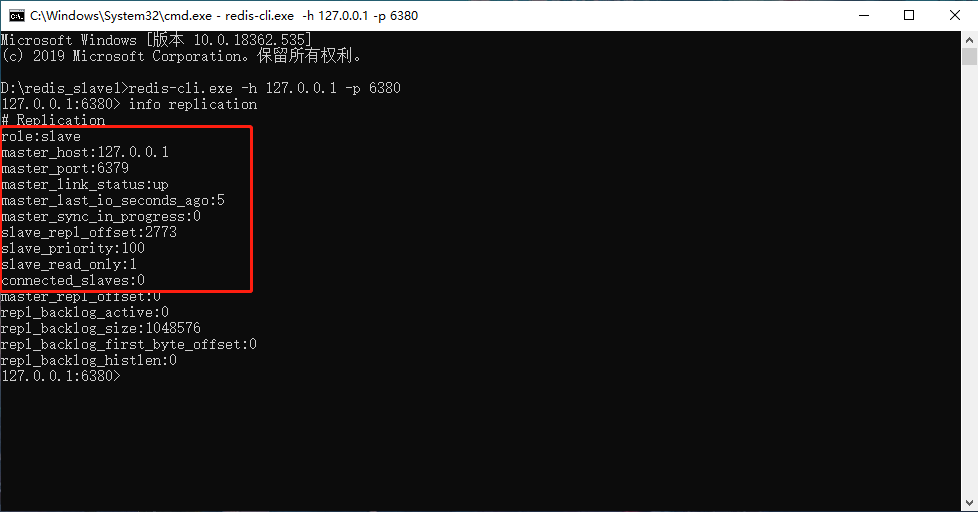 C:\Windows\System32\cmd.exe - redis-cli.exe  -h 127.0.0.1 -p 6380
Microsoft Windows [版本 10.0.18362.535]
(c) 2019 Microsoft Corporation。保留所有权利。
D:\redis_slave1>redis-cli.exe -h 127.0.0.1 -p 6380
127.0.0.1:6380> info replication
# Replication
role:slave
master_host:127.0.0.1
master_port:6379
master_link_status:up
master_last_io_seconds_ago:5
master_sync_in_progress:0
slave_repl_offset:2773
slave_priority:100
slave_read_only:1
connected_slaves:0
master_repl_offset:0
repl_backlog_active:0
repl_backlog_size:1048576
repl_backlog_first_byte_offset:0
repl_backlog_histlen:0
127.0.0.1:6380>